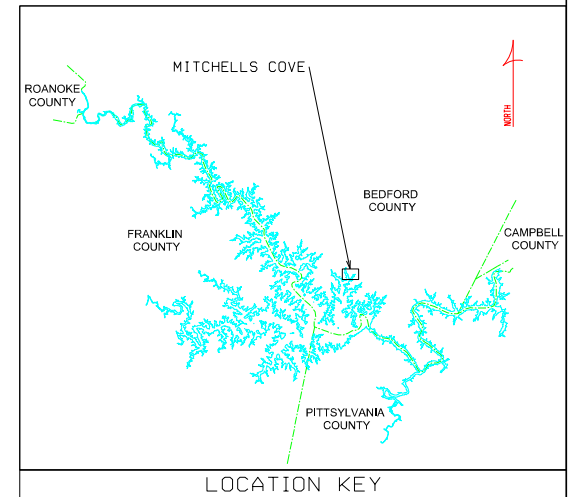 MITCHELLS COVE
ROANOKE
COUNTY
NORTH
BEDFORD
COUNTY
FRANKLIN
COUNTY
CAMPBELL
COUNTY
PITTSYLVANIA
COUNTY
LOCATION KEY